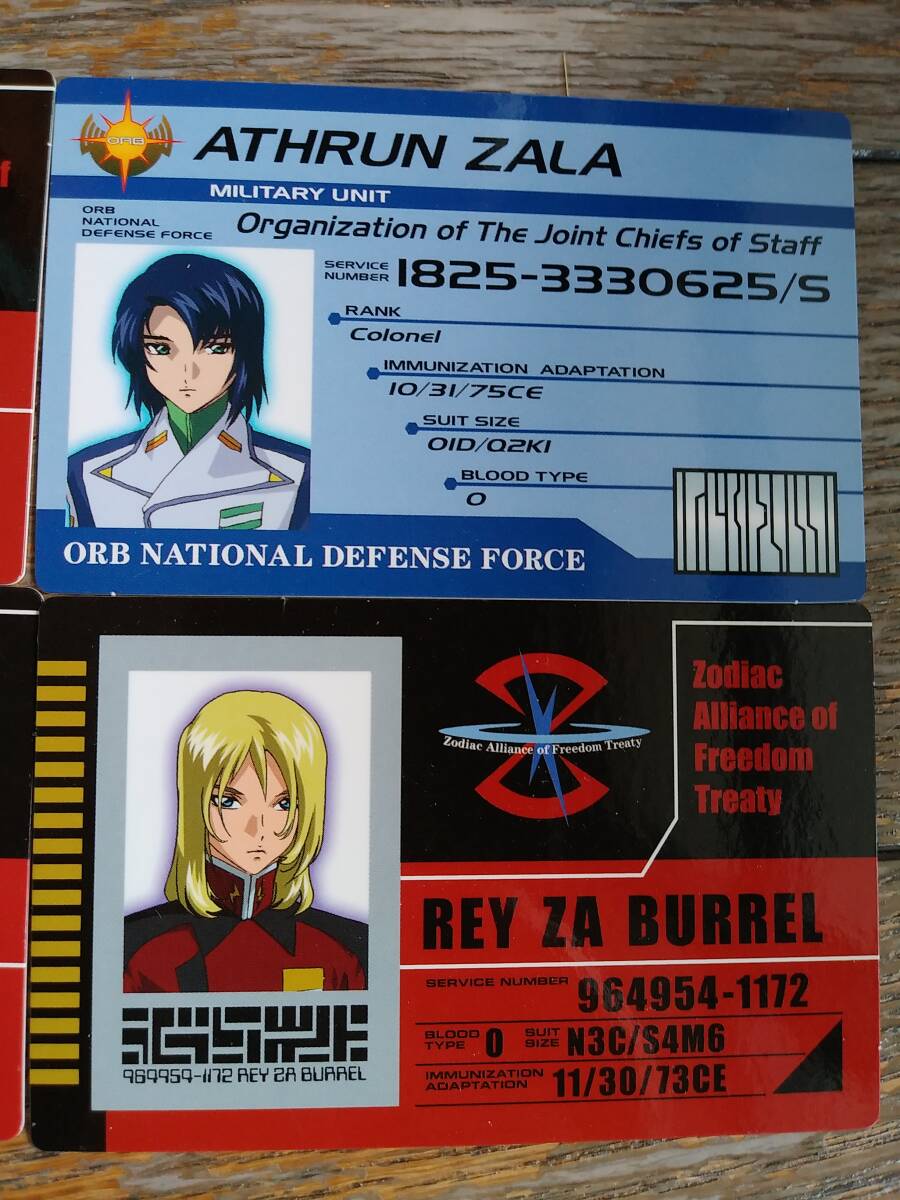 f
ORB
ATHRUN ZALA
MILITARY UNIT
ORB
NATIONAL
DEFENSE FORCE
Organization of The Joint Chiefs of Staff
SERVICE
NUMBER
1825-3330625/S
RANK
Colonel
IMMUNIZATION ADAPTATION
10/31/75CE
SUIT SIZE
01D/Q2K1
BLOOD TYPE
O
ORB NATIONAL DEFENSE FORCE
Zodiac Alliance of Freedom Treaty
Zodiac
Alliance of
Freedom
Treaty
REY ZA BURREL
SERVICE NUMBER 964954-1172
BLOOD
TYPE
O
SUIT
SIZE
N3C/S4M6
IMMUNIZATION
ADAPTATION
11/30/73CE
964954-1172 REY ZA BURREL